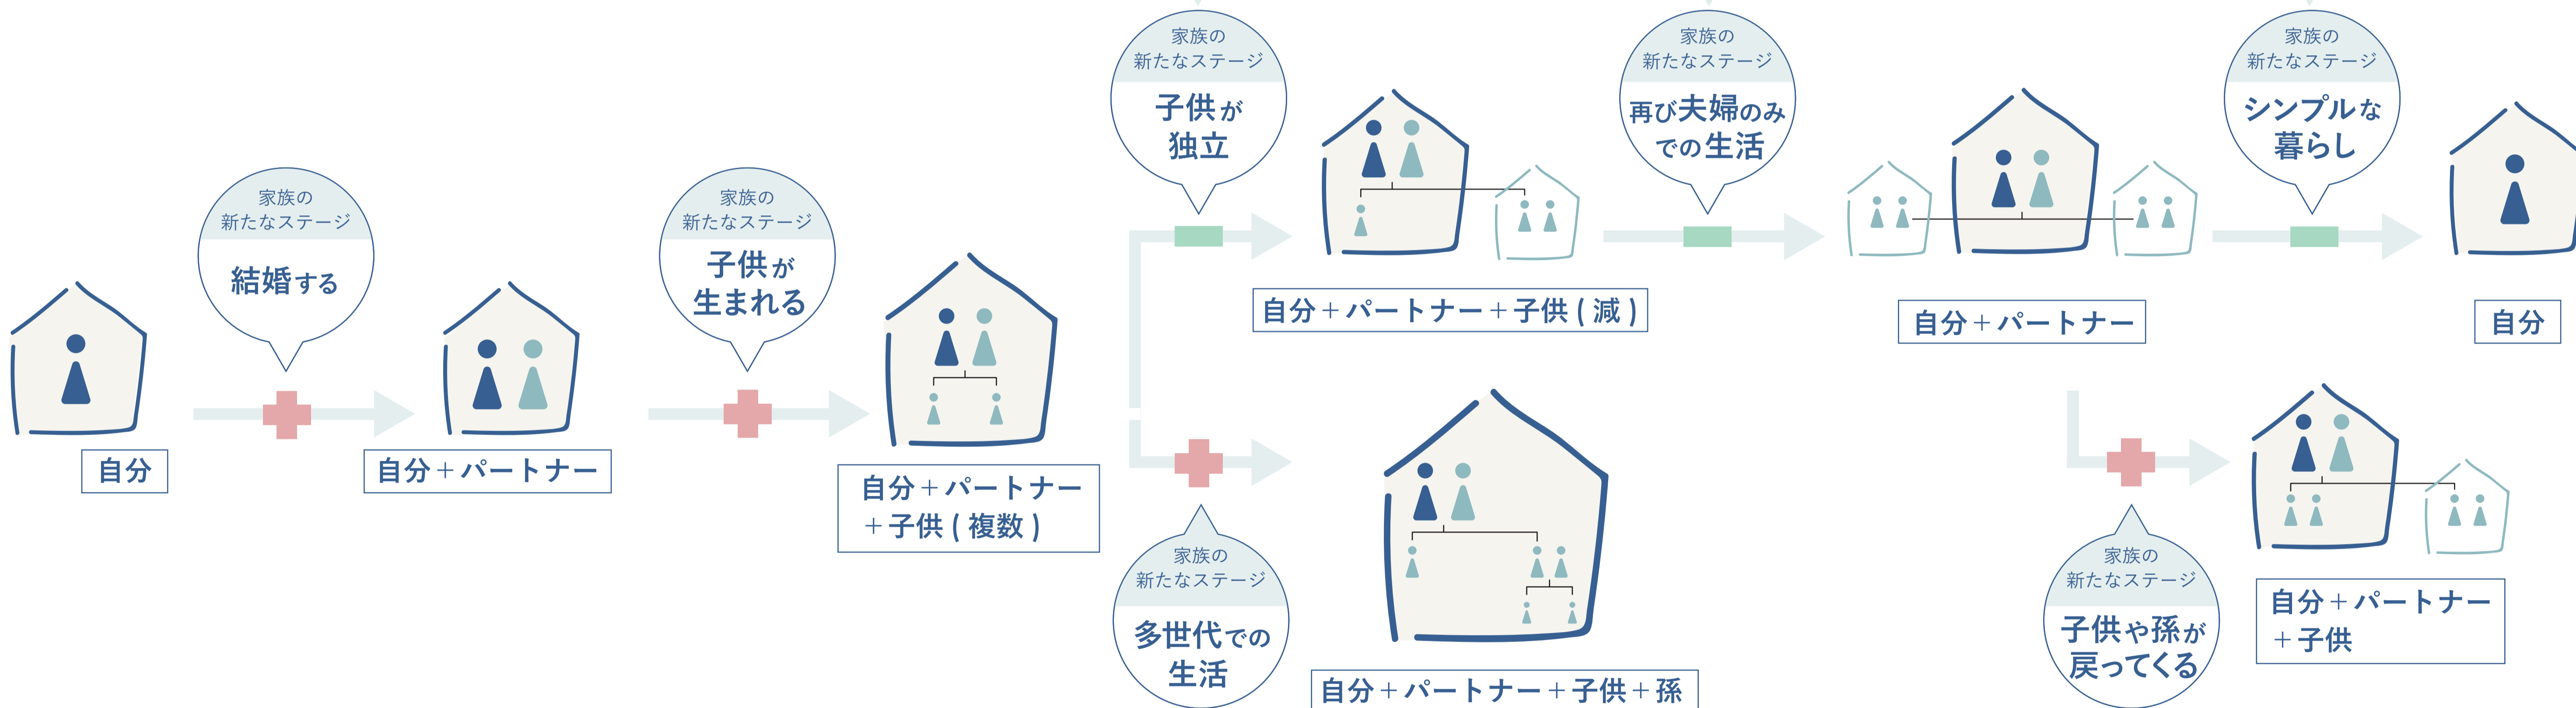 自分
家族の
新たなステージ
結婚する
自分+パートナー
家族の
新たなステージ
子供が
生まれる
自分+パートナー
+子供(複数)
家族の
新たなステージ
子供が
独立
自分+パートナー+子供(減)
家族の
新たなステージ
再び夫婦のみ
での生活
自分+パートナー
家族の
新たなステージ
シンプルな
暮らし
自分
家族の
新たなステージ
多世代での
生活
自分+パートナー+子供+孫
家族の
新たなステージ
子供や孫が
戻ってくる
自分+パートナー
+子供